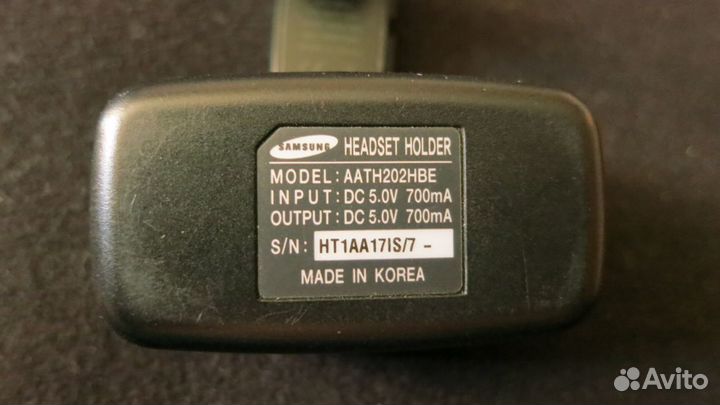 SAMSUNG HEADSET HOLDER
MODEL: AATH202HBE
INPUT: DC 5.0V 700mA
OUTPUT: DC 5.0V 700mA
S/N: HT1AA17IS/7 -
MADE IN KOREA
Avito